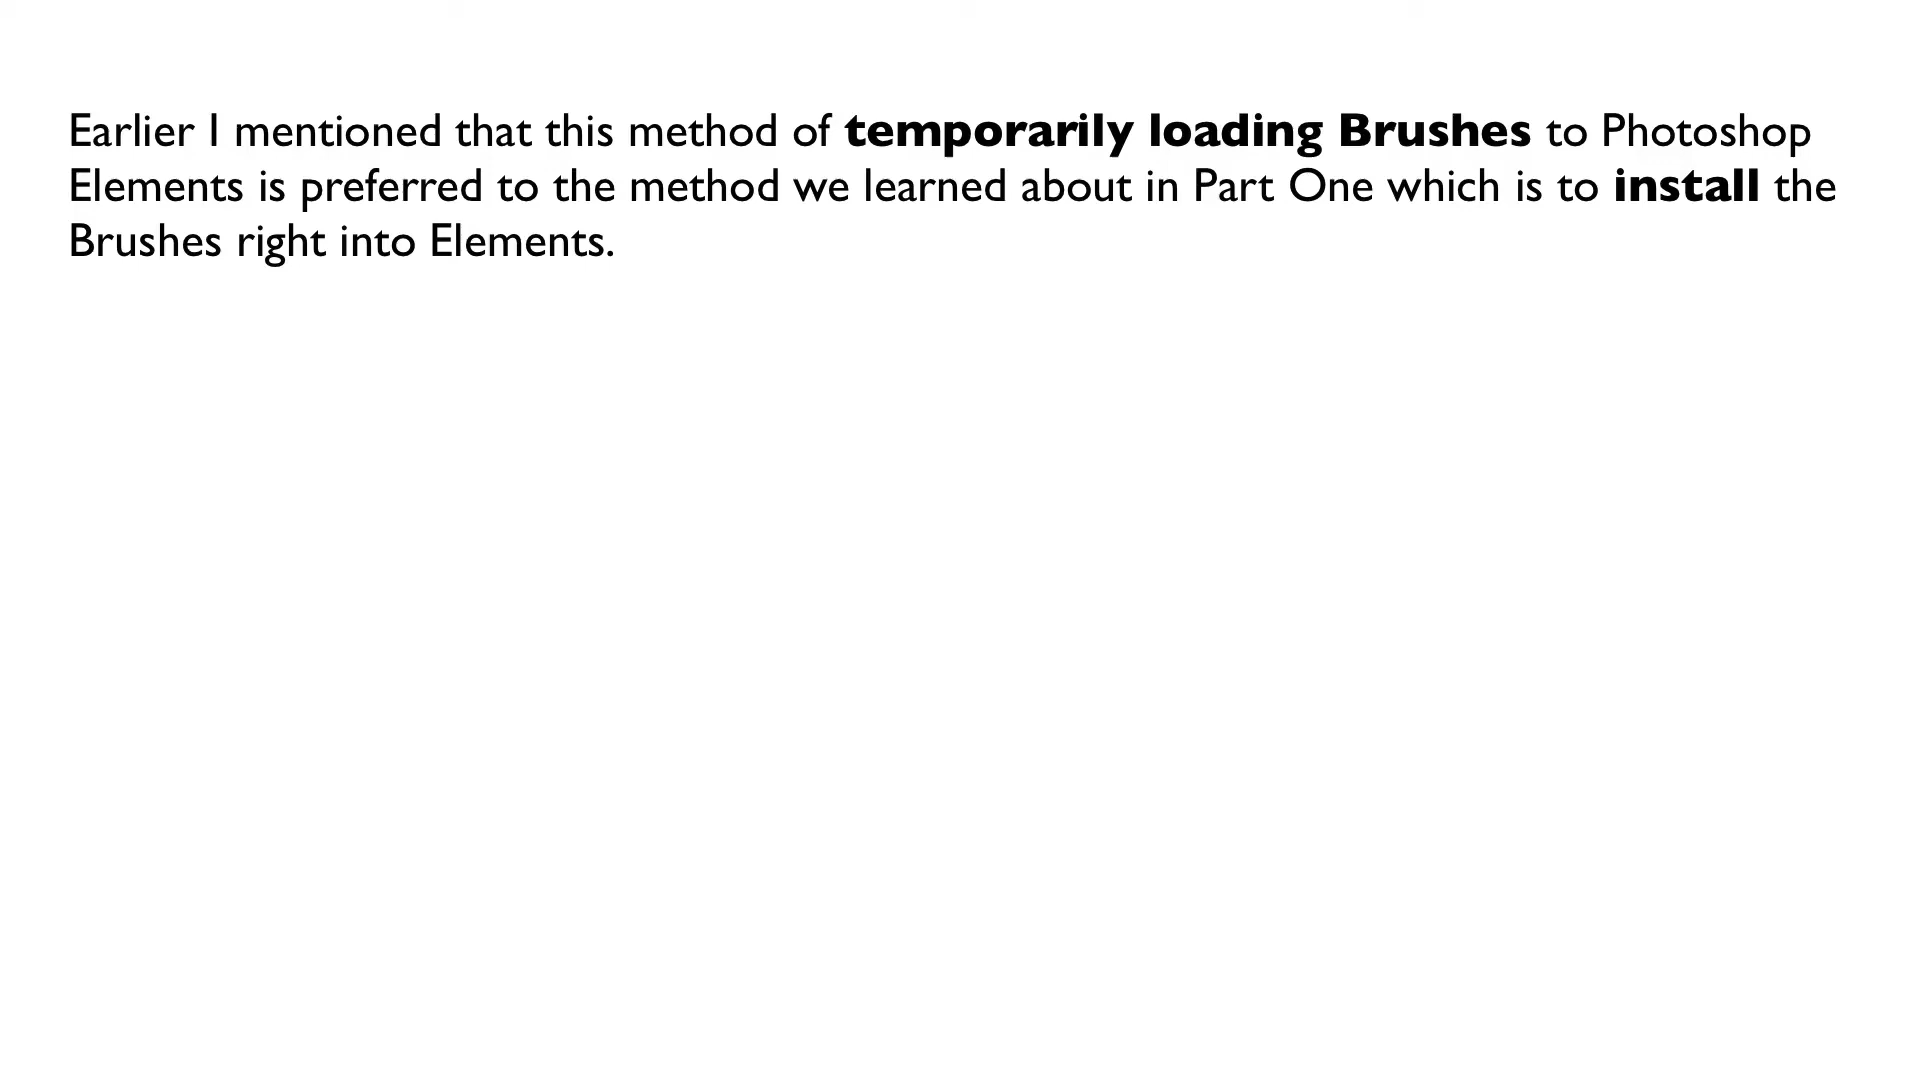 Earlier I mentioned that this method of temporarily loading Brushes to Photoshop
Elements is preferred to the method we learned about in Part One which is to install the
Brushes right into Elements.